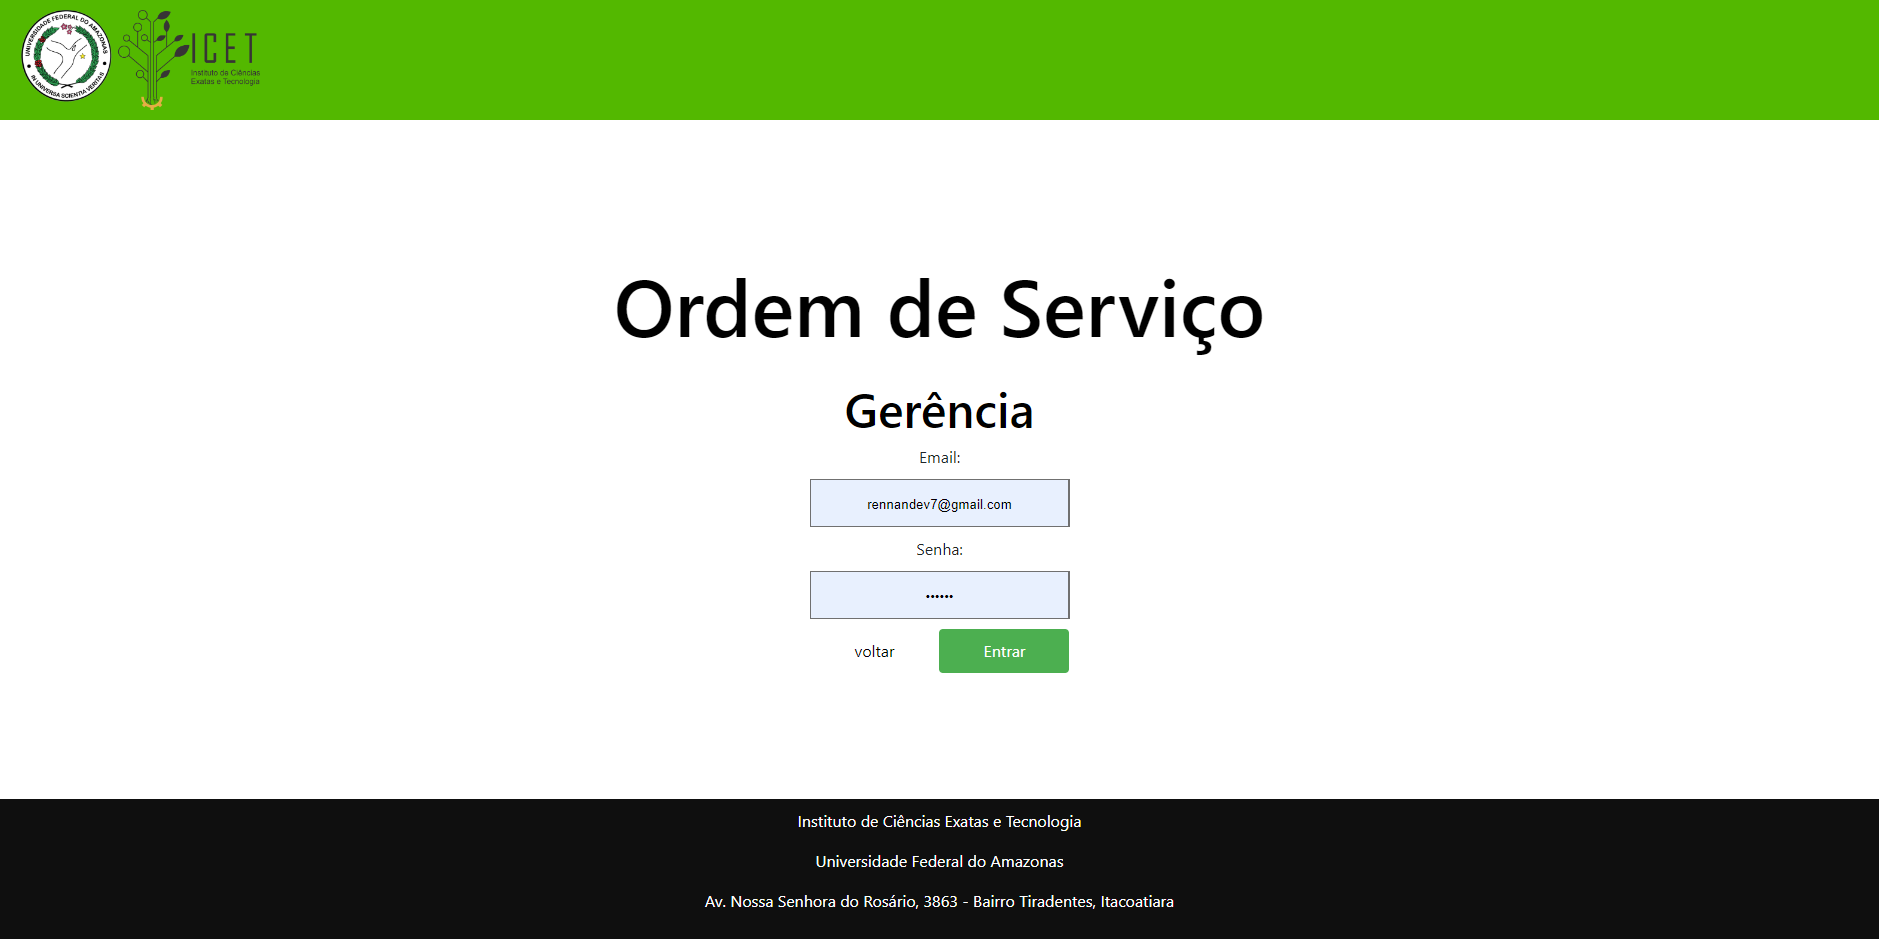 UNIVERSIDADE FEDERAL DO AMAZONAS
IN UNIVERSA SCIENTIA VERITAS
ICET
Instituto de Ciências
Exatas e Tecnologia
Ordem de Serviço
Gerência
Email:
rennandev7@gmail.com
Senha:
••••••
voltar
Entrar
Instituto de Ciências Exatas e Tecnologia
Universidade Federal do Amazonas
Av. Nossa Senhora do Rosário, 3863 - Bairro Tiradentes, Itacoatiara